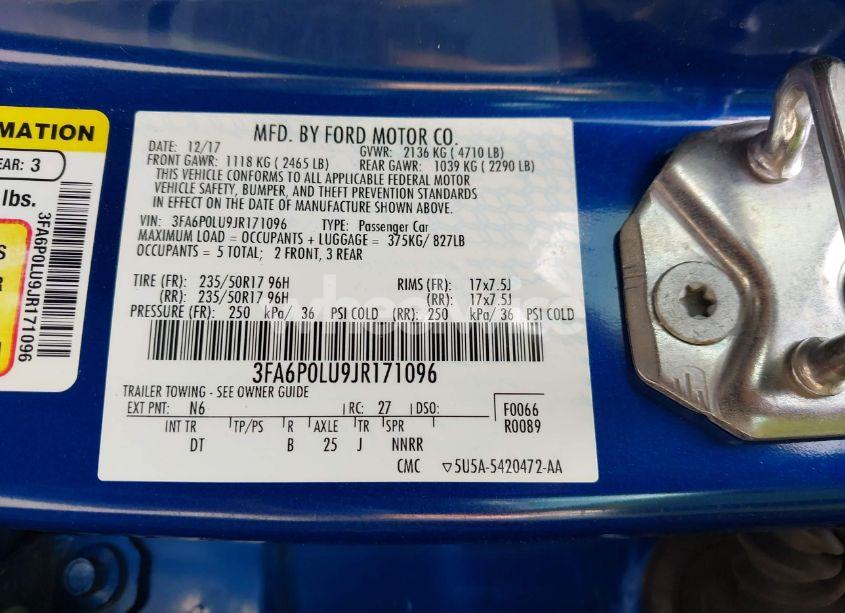 RMATION
EAR: 3
lbs.
S
R
3FA6P0LU9JR171096
MFD. BY FORD MOTOR CO.
DATE: 12/17 GVWR: 2136 KG ( 4710 LB)
FRONT GAWR: 1118 KG ( 2465 LB) REAR GAWR: 1039 KG ( 2290 LB)
THIS VEHICLE CONFORMS TO ALL APPLICABLE FEDERAL MOTOR
VEHICLE SAFETY, BUMPER, AND THEFT PREVENTION STANDARDS
IN EFFECT ON THE DATE OF MANUFACTURE SHOWN ABOVE.
VIN: 3FA6P0LU9JR171096 TYPE: Passenger Car
MAXIMUM LOAD = OCCUPANTS + LUGGAGE = 375KG/ 827LB
OCCUPANTS = 5 TOTAL; 2 FRONT, 3 REAR
TIRE (FR): 235/50R17 96H RIMS (FR): 17x7.5J
(RR): 235/50R17 96H (RR): 17x7.5J
PRESSURE (FR): 250 kPa/ 36 PSI COLD (RR): 250 kPa/ 36 PSI COLD
3FA6P0LU9JR171096
TRAILER TOWING - SEE OWNER GUIDE
EXT PNT: N6 RC: 27 DSO: F0066
INT TR TP/PS R AXLE TR SPR R0089
DT B 25 J NNRR
CMC ▽5U5A-5420472-AA